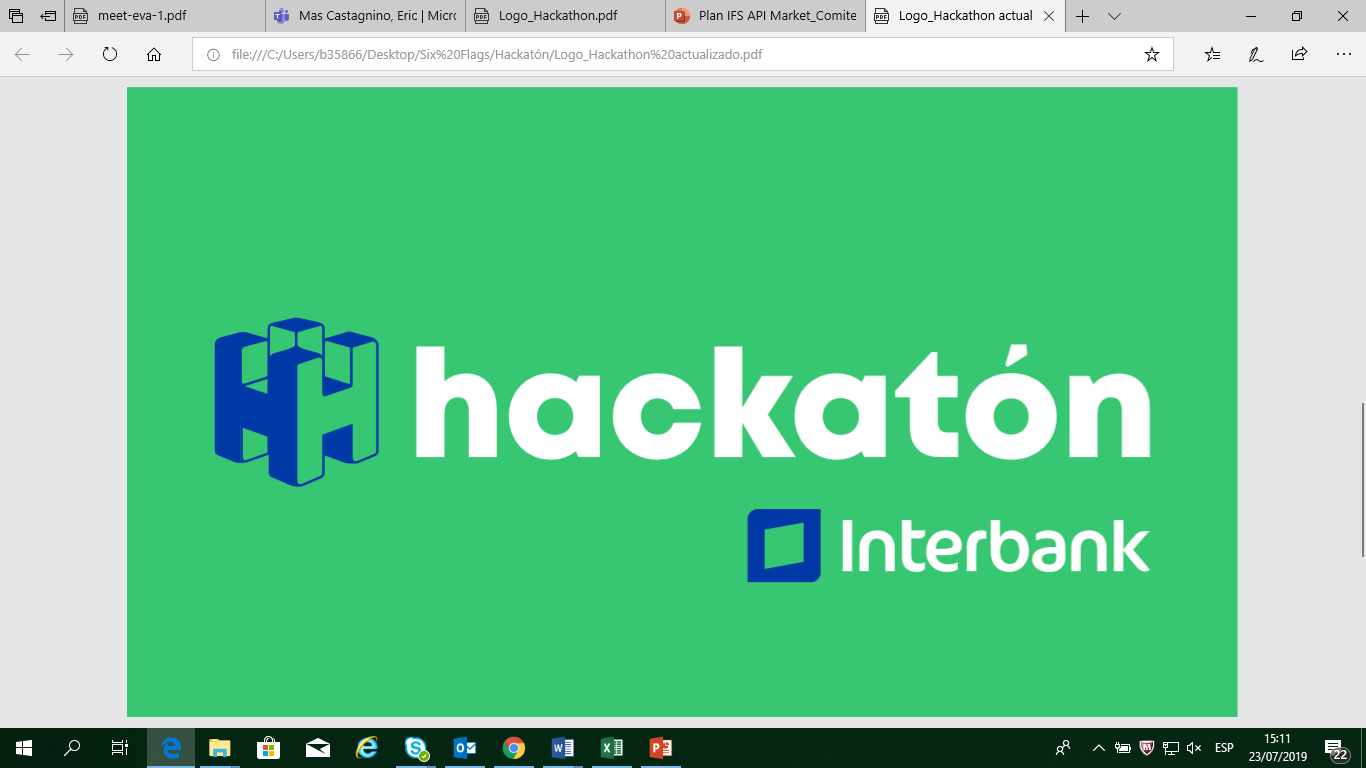 meet-eva-1.pdf
Mas Castagnino, Eric | Micro
Logo_Hackathon.pdf
Plan IFS API Market_Comite
Logo_Hackathon actual
file:///C:/Users/b35866/Desktop/Six%20Flags/Hackatón/Logo_Hackathon%20actualizado.pdf
hackatón
Interbank
ESP
15:11
23/07/2019
22